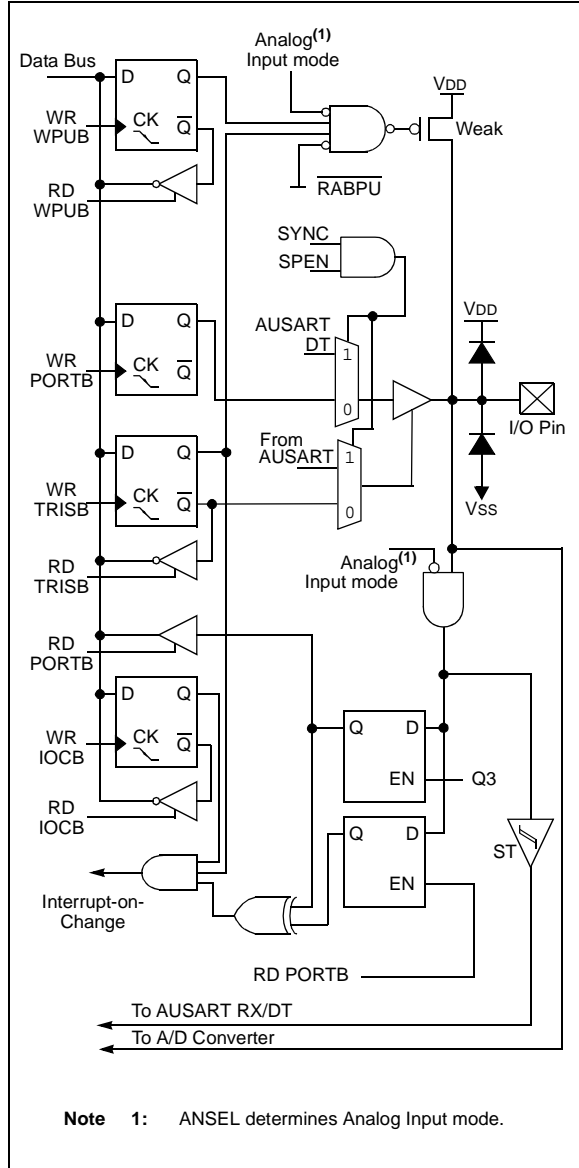 Analog(1)
Input mode
Data Bus
D Q
VDD
WR
WPUB
CK
Q
Weak
RD
WPUB
RABPU
SYNC
SPEN
D Q
AUSART
DT
1
VDD
WR
PORTB
CK
Q
0
I/O Pin
From
AUSART
1
D Q
WR
TRISB
CK
Q
0
VSS
RD
TRISB
Analog(1)
Input mode
RD
PORTB
D Q
Q D
WR
IOCB
CK
Q
EN
Q3
RD
IOCB
Q D
ST
EN
Interrupt-on-
Change
RD PORTB
To AUSART RX/DT
To A/D Converter
Note 1: ANSEL determines Analog Input mode.